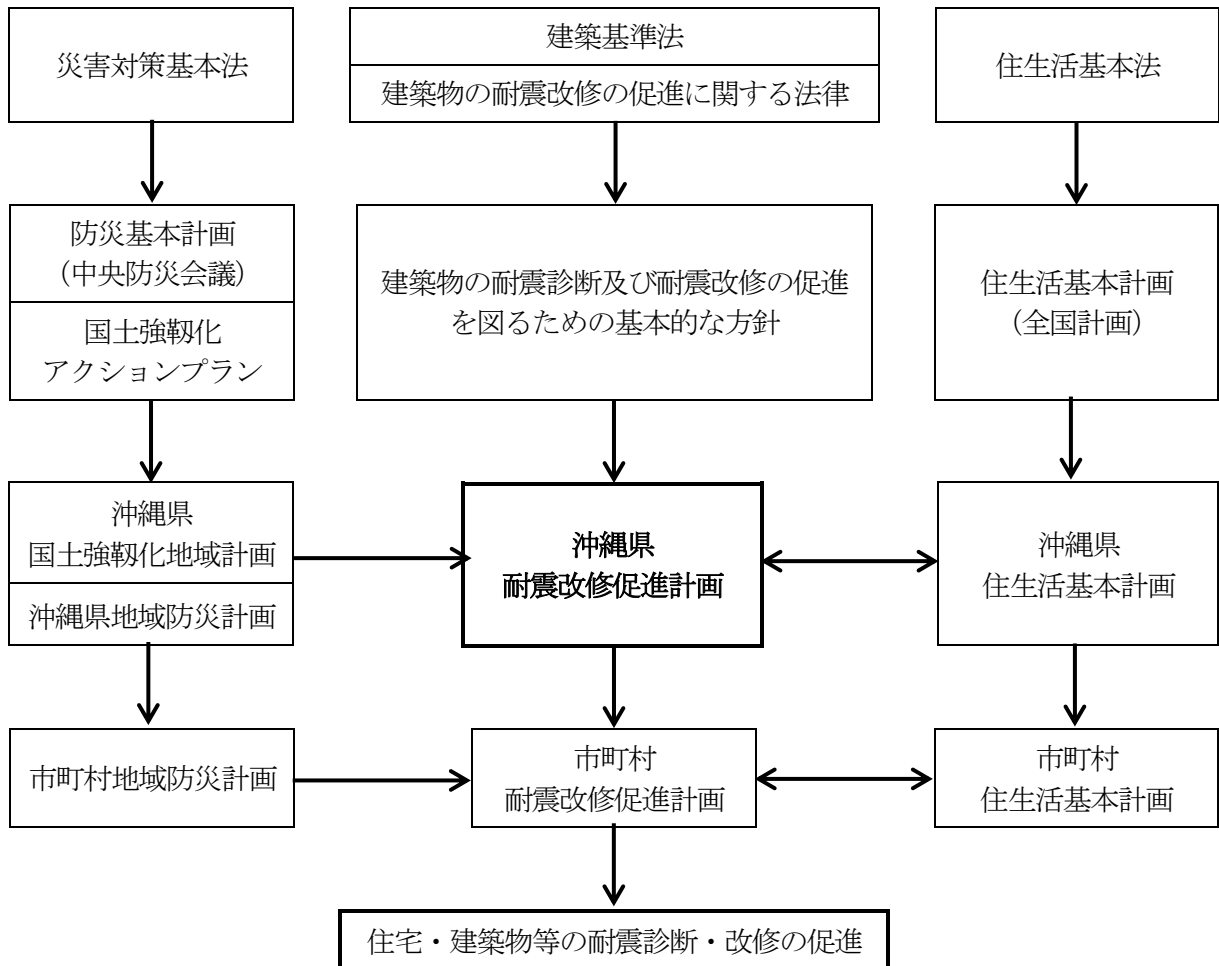 災害対策基本法
建築基準法
建築物の耐震改修の促進に関する法律
住生活基本法
防災基本計画
（中央防災会議）
国土強靱化
アクションプラン
建築物の耐震診断及び耐震改修の促進
を図るための基本的な方針
住生活基本計画
（全国計画）
沖縄県
国土強靱化地域計画
沖縄県地域防災計画
沖縄県
耐震改修促進計画
沖縄県
住生活基本計画
市町村地域防災計画
市町村
耐震改修促進計画
市町村
住生活基本計画
住宅・建築物等の耐震診断・改修の促進